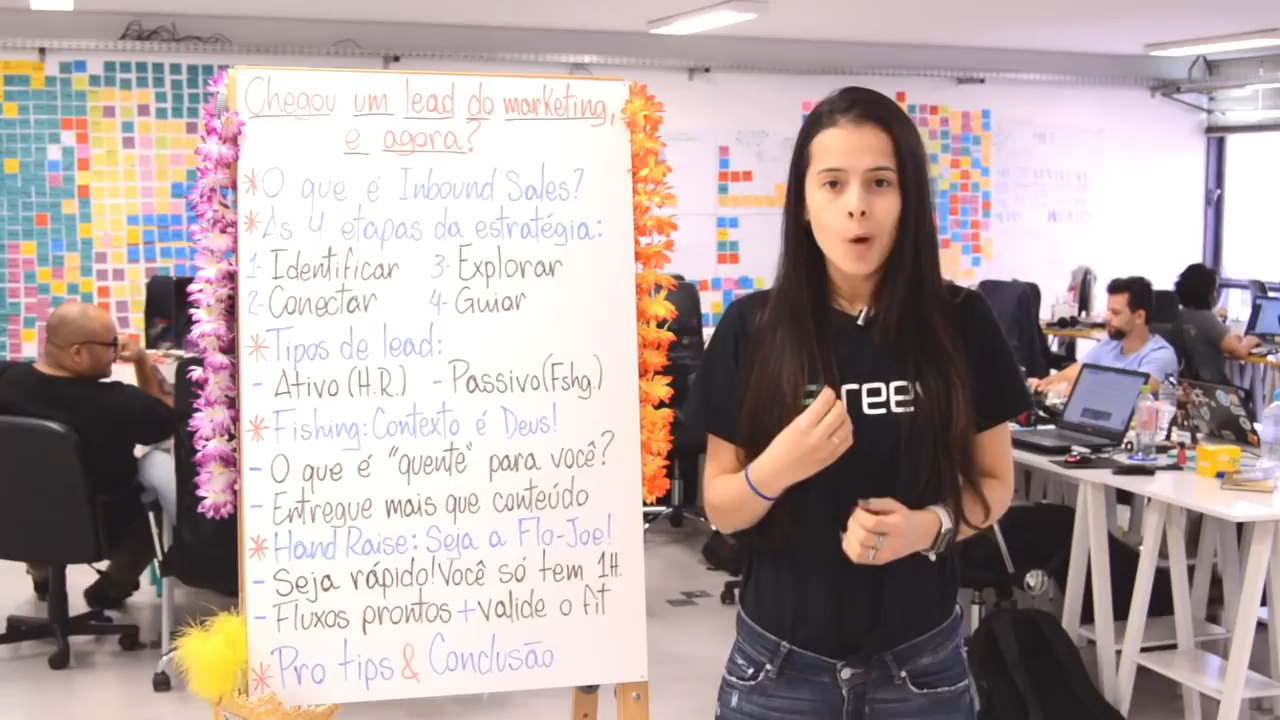 Chegou um lead do marketing,
e agora?
* O que é Inbound Sales?
* As 4 etapas da estratégia:
1- Identificar 3- Explorar
2- Conectar 4- Guiar
* Tipos de lead:
- Ativo (H.R.) - Passivo (Fshg.)
* Fishing: Contexto é Deus!
- O que é "quente" para você?
- Entregue mais que conteúdo
* Hand Raise: Seja a Flo-Joe!
- Seja rápido! Você só tem 1H.
- Fluxos prontos + valide o fit
* Pro tips & Conclusão